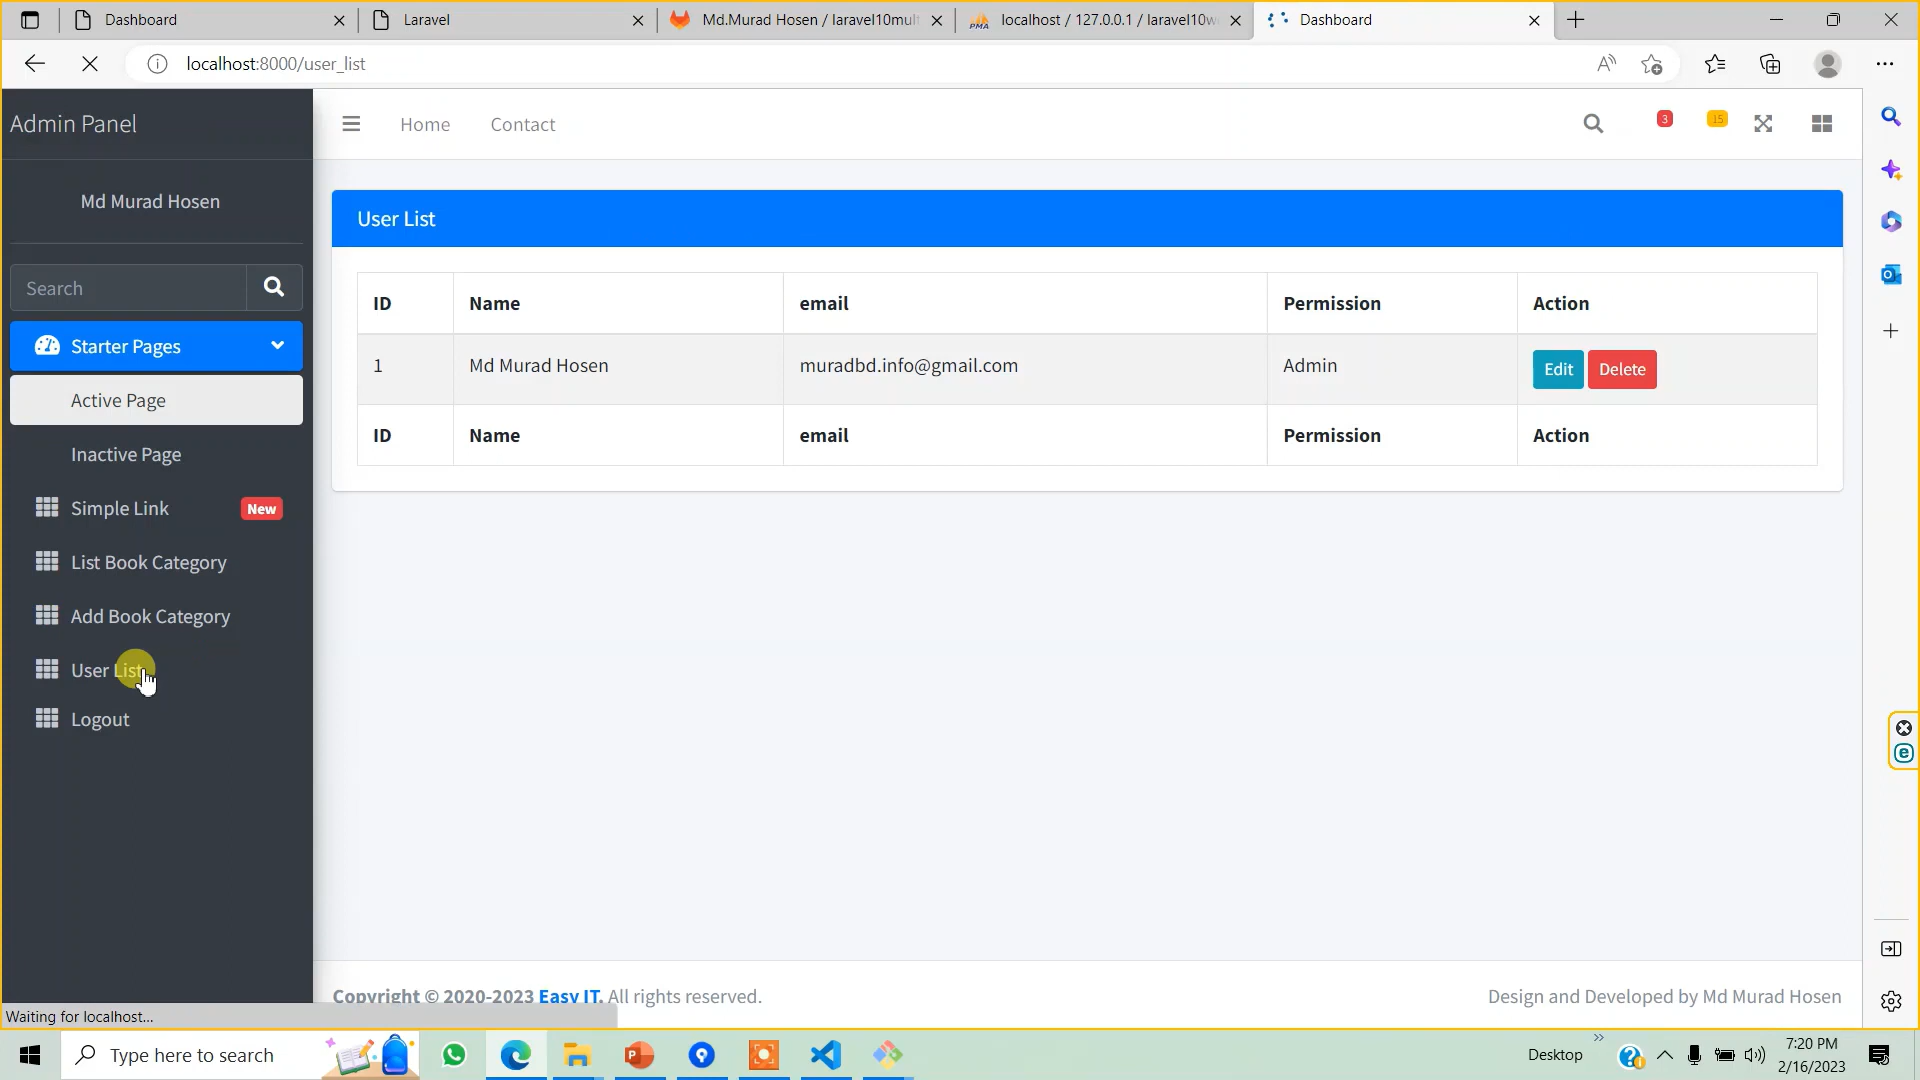 Dashboard
Laravel
Md.Murad Hosen / laravel10mult
localhost / 127.0.0.1 / laravel10w
Dashboard
localhost:8000/user_list
Admin Panel
Home
Contact
3
15
Md Murad Hosen
Search
Starter Pages
Active Page
Inactive Page
Simple Link
New
List Book Category
Add Book Category
User List
Logout
User List
ID Name email Permission Action
1 Md Murad Hosen muradbd.info@gmail.com Admin Edit Delete
ID Name email Permission Action
Copyright © 2020-2023 Easy IT. All rights reserved.
Design and Developed by Md Murad Hosen
Waiting for localhost...
Type here to search
Desktop
7:20 PM
2/16/2023